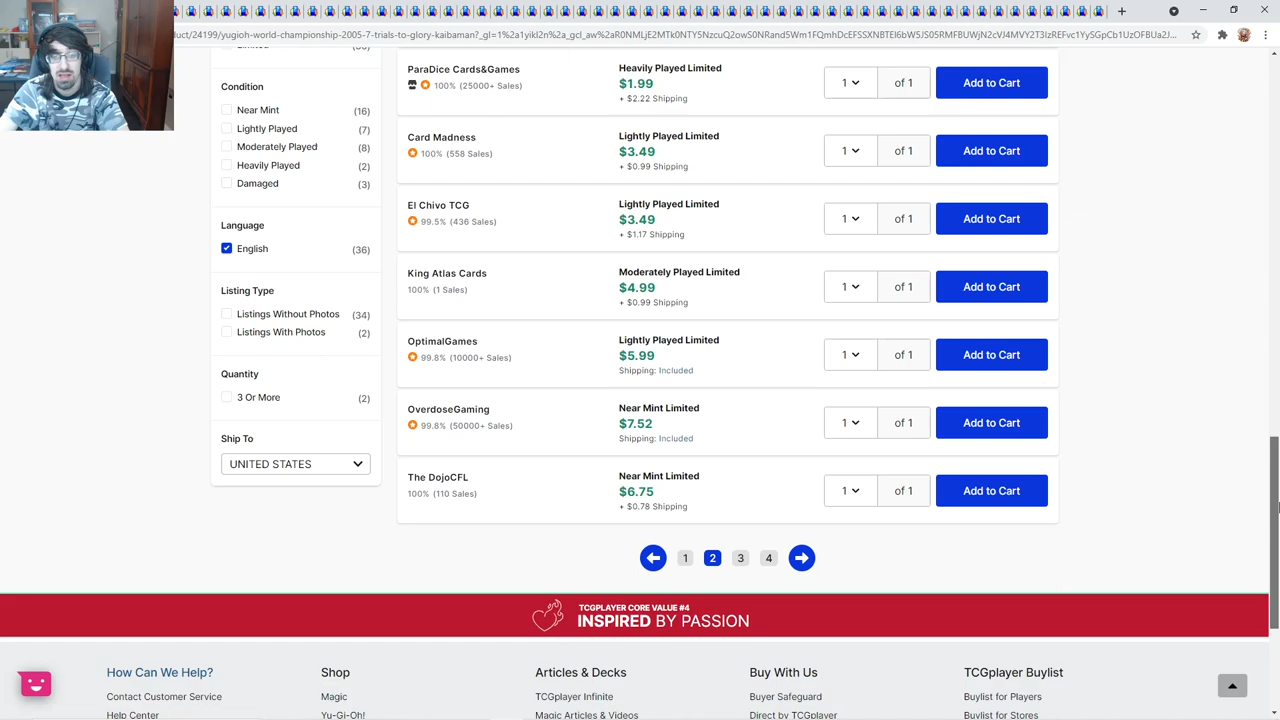 duct/24199/yugioh-world-championship-2005-7-trials-to-glory-kaibaman?_gl=1%2a1yikl2n%2a_gcl_aw%2a
ParaDice Cards&Games
100% (25000+ Sales)
Heavily Played Limited
$1.99
+ $2.22 Shipping
1
of 1
Add to Cart
Condition
Near Mint
(16)
Lightly Played
(7)
Moderately Played
(8)
Heavily Played
(2)
Damaged
(3)
Card Madness
100% (558 Sales)
Lightly Played Limited
$3.49
+ $0.99 Shipping
1
of 1
Add to Cart
Language
English
(36)
El Chivo TCG
99.5% (436 Sales)
Lightly Played Limited
$3.49
+ $1.17 Shipping
1
of 1
Add to Cart
Listing Type
Listings Without Photos
(34)
Listings With Photos
(2)
King Atlas Cards
100% (1 Sales)
Moderately Played Limited
$4.99
+ $0.99 Shipping
1
of 1
Add to Cart
Quantity
3 Or More
(2)
OptimalGames
99.8% (10000+ Sales)
Lightly Played Limited
$5.99
Shipping: Included
1
of 1
Add to Cart
Ship To
UNITED STATES
OverdoseGaming
99.8% (50000+ Sales)
Near Mint Limited
$7.52
Shipping: Included
1
of 1
Add to Cart
The DojoCFL
100% (110 Sales)
Near Mint Limited
$6.75
+ $0.78 Shipping
1
of 1
Add to Cart
1 2 3 4
TCGPLAYER CORE VALUE #4
INSPIRED BY PASSION
How Can We Help?
Contact Customer Service
Help Center
Shop
Magic
Yu-Gi-Oh!
Articles & Decks
TCGplayer Infinite
Magic Articles & Videos
Buy With Us
Buyer Safeguard
Direct by TCGplayer
TCGplayer Buylist
Buylist for Players
Buylist for Stores